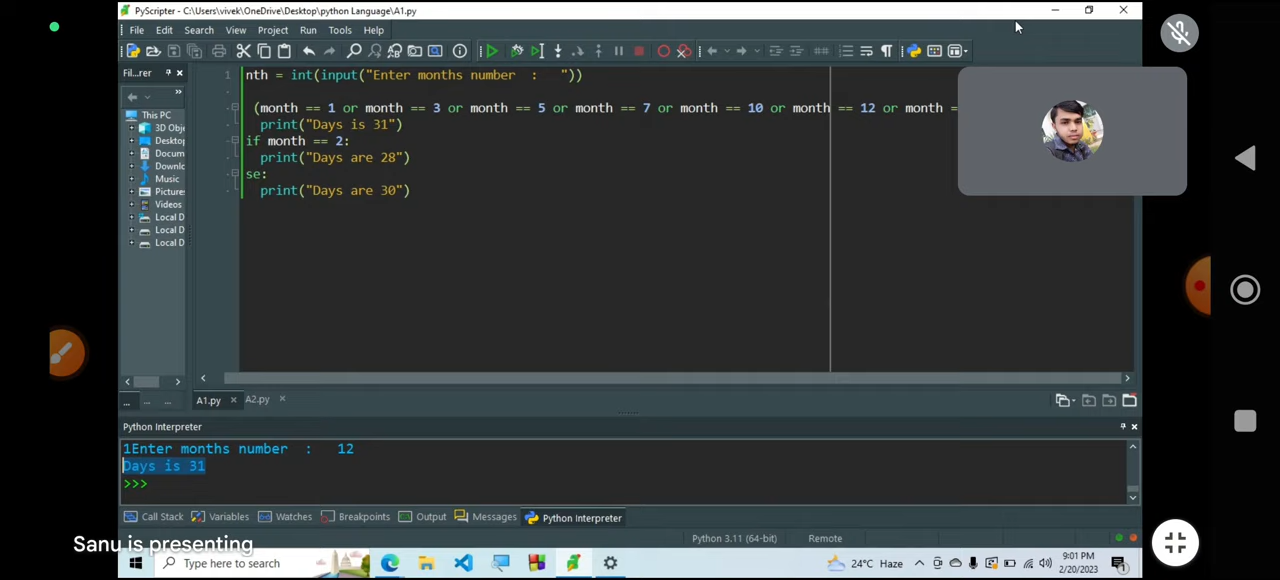 PyScripter - C:\Users\vivek\OneDrive\Desktop\python Language\A1.py
File Edit Search View Project Run Tools Help
Fil...rer
This PC
3D Obje
Desktop
Docum
Downlc
Music
Pictures
Videos
Local D
Local D
Local D
1
nth = int(input("Enter months number  :   "))
(month == 1 or month == 3 or month == 5 or month == 7 or month == 10 or month == 12 or month =
print("Days is 31")
if month == 2:
print("Days are 28")
se:
print("Days are 30")
A1.py
A2.py
Python Interpreter
1Enter months number  :   12
Days is 31
>>>
Call Stack Variables Watches Breakpoints Output Messages Python Interpreter
Python 3.11 (64-bit) Remote
Sanu is presenting
Type here to search
24°C Haze
9:01 PM
2/20/2023